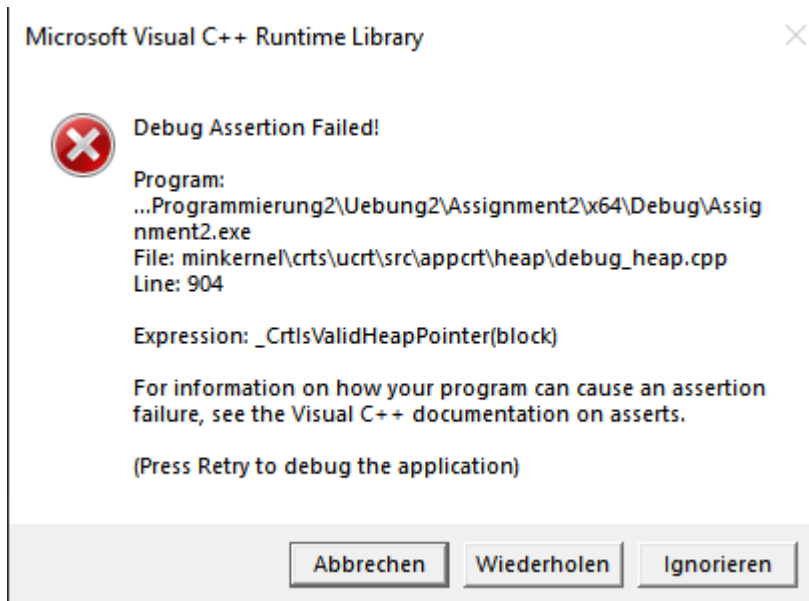 Microsoft Visual C++ Runtime Library
Debug Assertion Failed!
Program:
...Programmierung2\Uebung2\Assignment2\x64\Debug\Assig
nment2.exe
File: minkernel\crts\ucrt\src\appcrt\heap\debug_heap.cpp
Line: 904
Expression: _CrtIsValidHeapPointer(block)
For information on how your program can cause an assertion
failure, see the Visual C++ documentation on asserts.
(Press Retry to debug the application)
Abbrechen Wiederholen Ignorieren